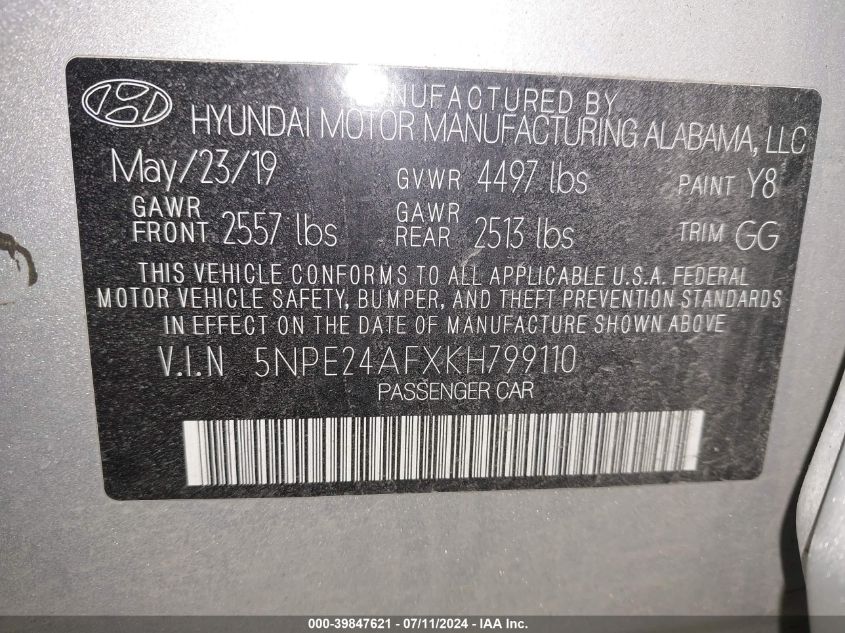 MANUFACTURED BY
HYUNDAI MOTOR MANUFACTURING ALABAMA, LLC
May/23/19 GVWR 4497 lbs PAINT Y8
GAWR FRONT 2557 lbs GAWR REAR 2513 lbs TRIM GG
THIS VEHICLE CONFORMS TO ALL APPLICABLE U.S.A. FEDERAL
MOTOR VEHICLE SAFETY, BUMPER, AND THEFT PREVENTION STANDARDS
IN EFFECT ON THE DATE OF MANUFACTURE SHOWN ABOVE
V.I.N 5NPE24AFXKH799110
PASSENGER CAR
000-39847621 - 07/11/2024 - IAA Inc.